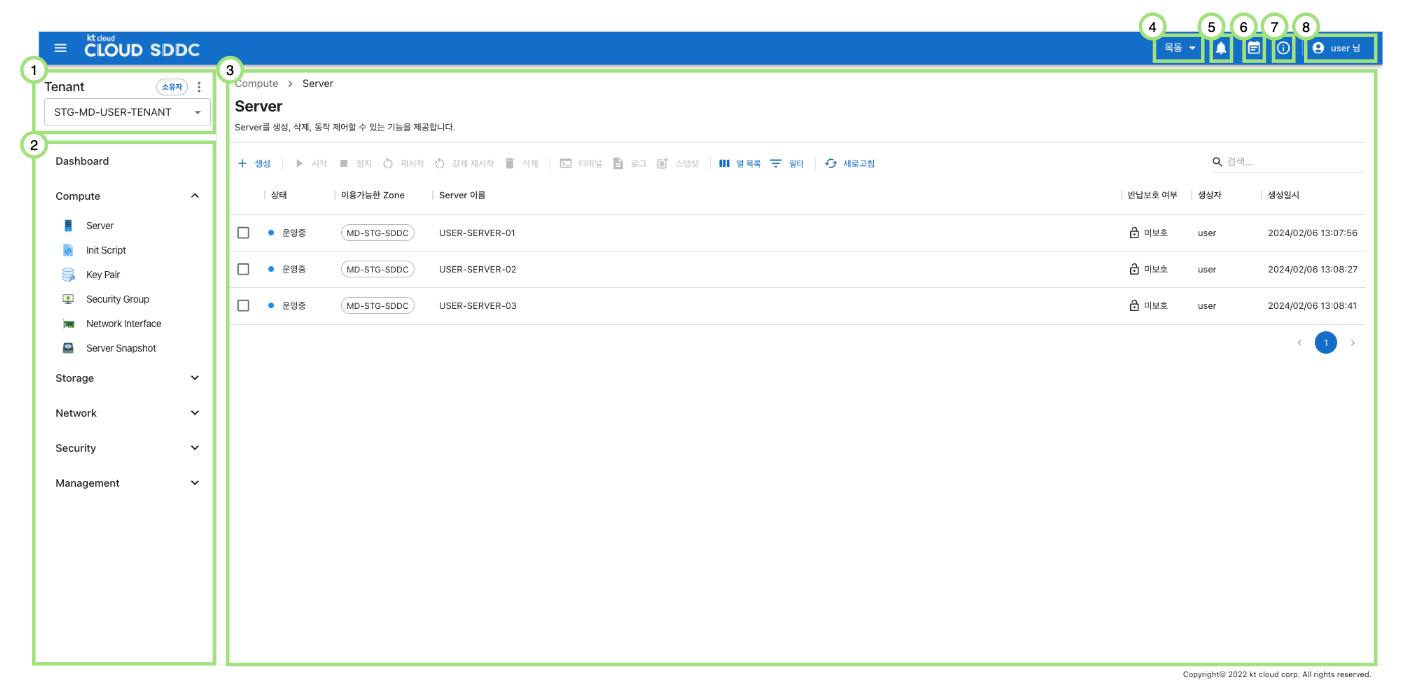 4 5 6 7 8
kt cloud
CLOUD SDDC
목동
user 님
1
Tenant 소유자
STG-MD-USER-TENANT
2
Dashboard
Compute
Server
Init Script
Key Pair
Security Group
Network Interface
Server Snapshot
Storage
Network
Security
Management
3
Compute > Server
Server
Server를 생성, 삭제, 동작 제어할 수 있는 기능을 제공합니다.
+ 생성 시작 정지 재시작 강제 재시작 삭제 터미널 로그 스냅샷 열 목록 필터 새로고침 검색...
상태 이용가능한 Zone Server 이름 반납보호 여부 생성자 생성일시
운영중 MD-STG-SDDC USER-SERVER-01 미보호 user 2024/02/06 13:07:56
운영중 MD-STG-SDDC USER-SERVER-02 미보호 user 2024/02/06 13:08:27
운영중 MD-STG-SDDC USER-SERVER-03 미보호 user 2024/02/06 13:08:41
< 1 >
Copyright© 2022 kt cloud corp. All rights reserved.